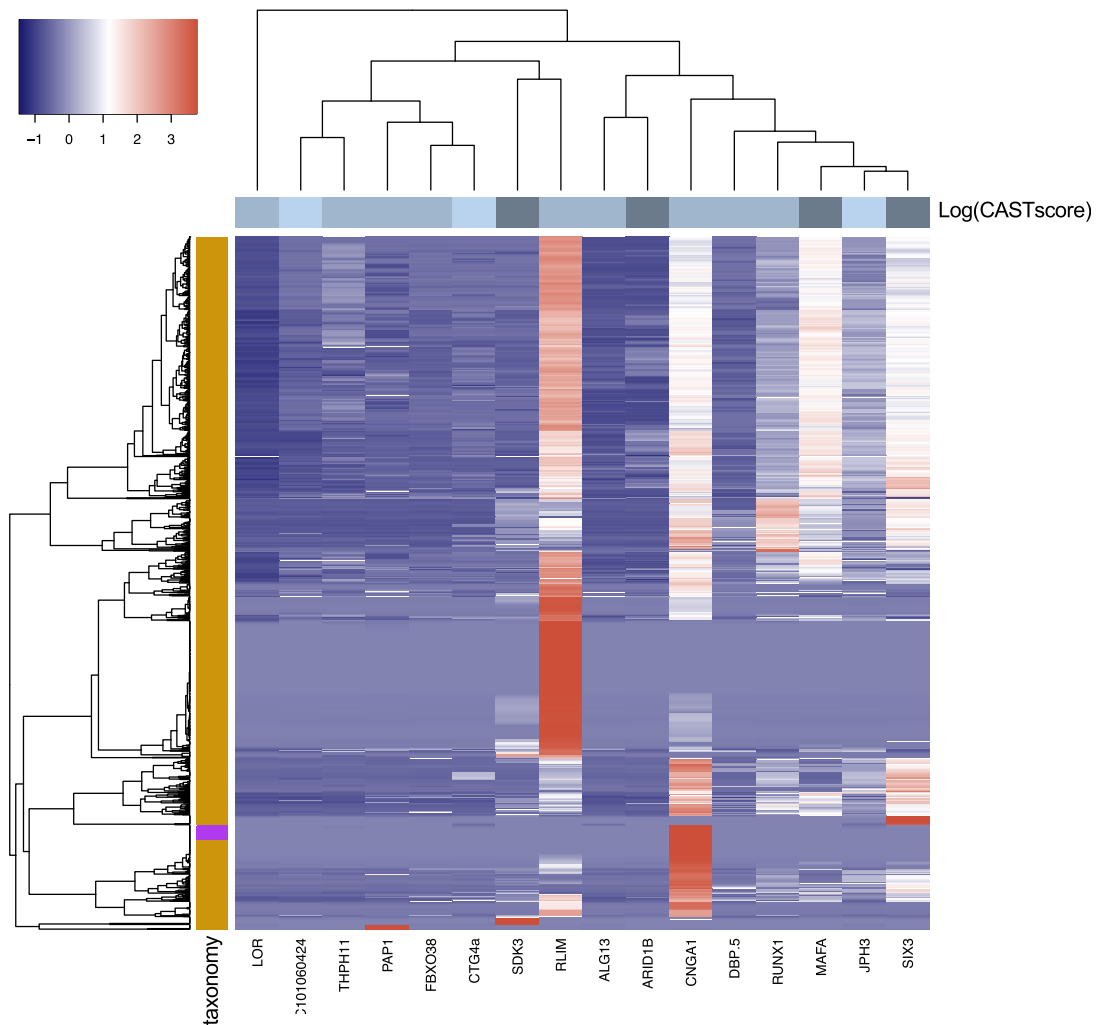 −1 0 1 2 3
Log(CASTscore)
taxonomy
LOR
C101060424
THPH11
PAP1
FBXO38
CTG4a
SDK3
RLIM
ALG13
ARID1B
CNGA1
DBP.5
RUNX1
MAFA
JPH3
SIX3